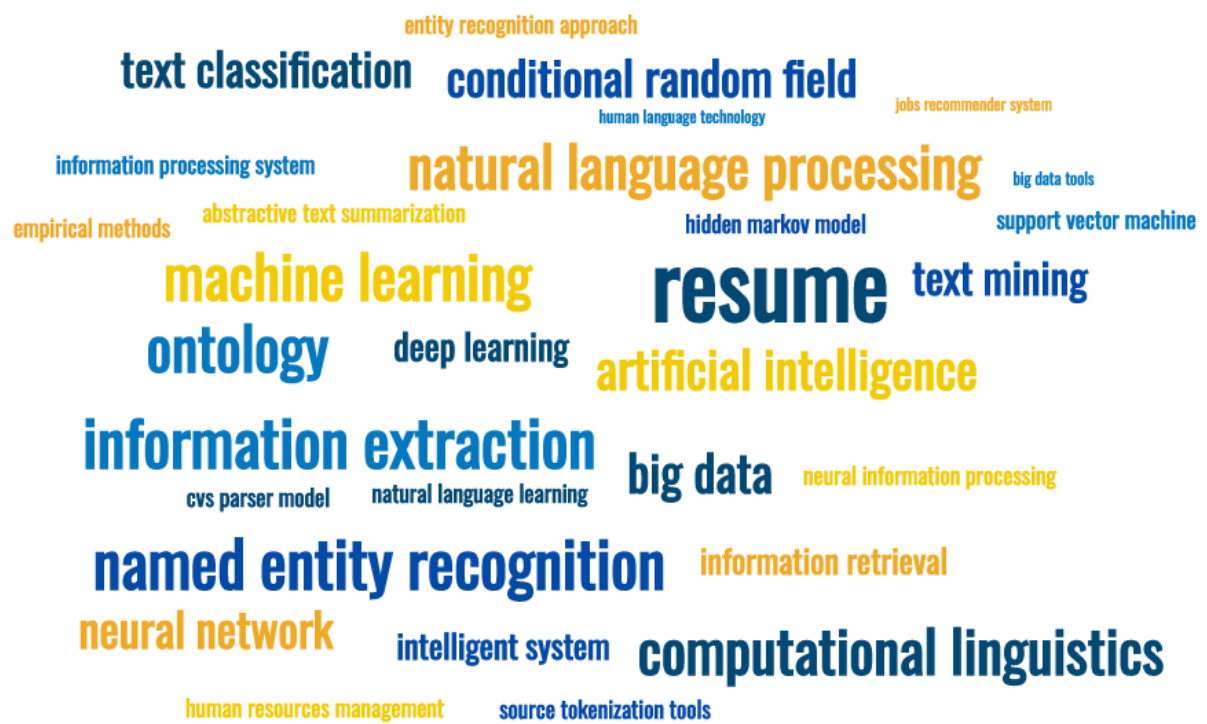 entity recognition approach
text classification
conditional random field
jobs recommender system
human language technology
information processing system
natural language processing
big data tools
abstractive text summarization
empirical methods
hidden markov model
support vector machine
machine learning
resume
text mining
ontology
deep learning
artificial intelligence
information extraction
big data
neural information processing
cvs parser model
natural language learning
named entity recognition
information retrieval
neural network
intelligent system
computational linguistics
human resources management
source tokenization tools